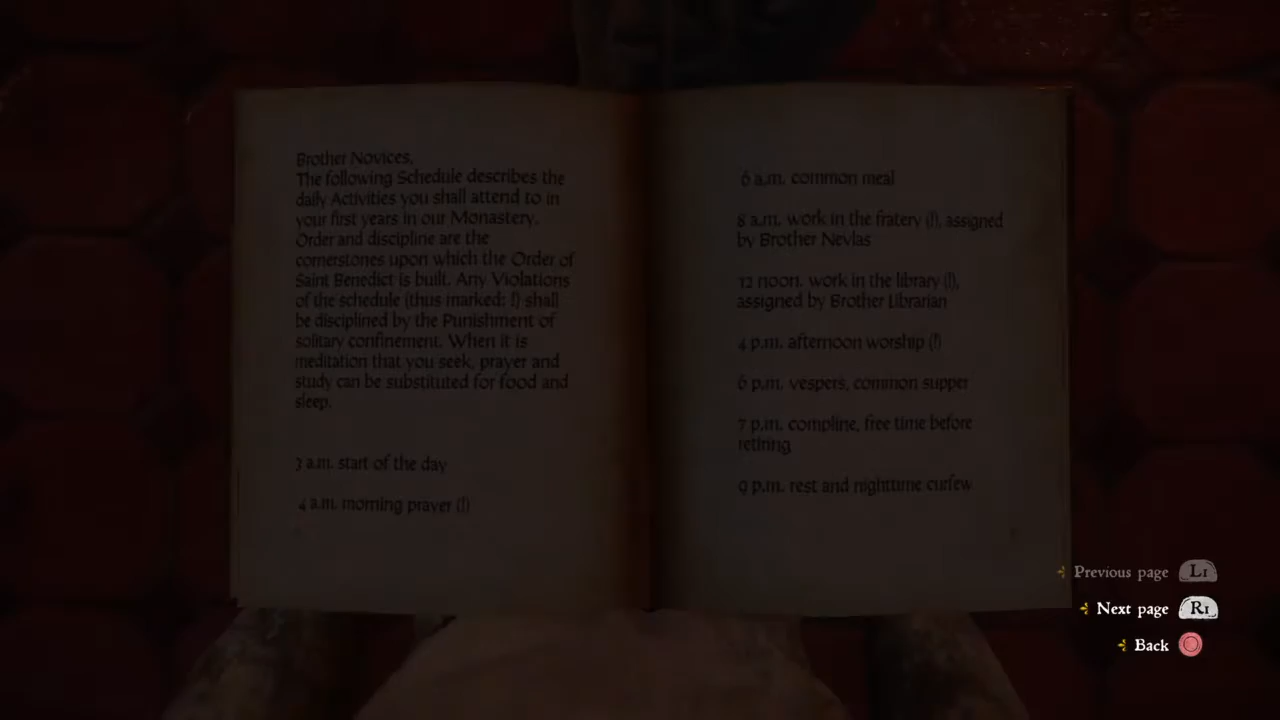 Brother Novices,
The following Schedule describes the
daily Activities you shall attend to in
your first years in our Monastery.
Order and discipline are the
cornerstones upon which the Order of
Saint Benedict is built. Any Violations
of the schedule (thus marked: !) shall
be disciplined by the Punishment of
solitary confinement. When it is
meditation that you seek, prayer and
study can be substituted for food and
sleep.
3 a.m. start of the day
4 a.m. morning prayer (!)
6 a.m. common meal
8 a.m. work in the fratery (!), assigned
by Brother Nevlas
12 noon. work in the library (!),
assigned by Brother Librarian
4 p.m. afternoon worship (!)
6 p.m. vespers, common supper
7 p.m. compline, free time before
retiring
9 p.m. rest and nighttime curfew
Previous page L1
Next page R1
Back